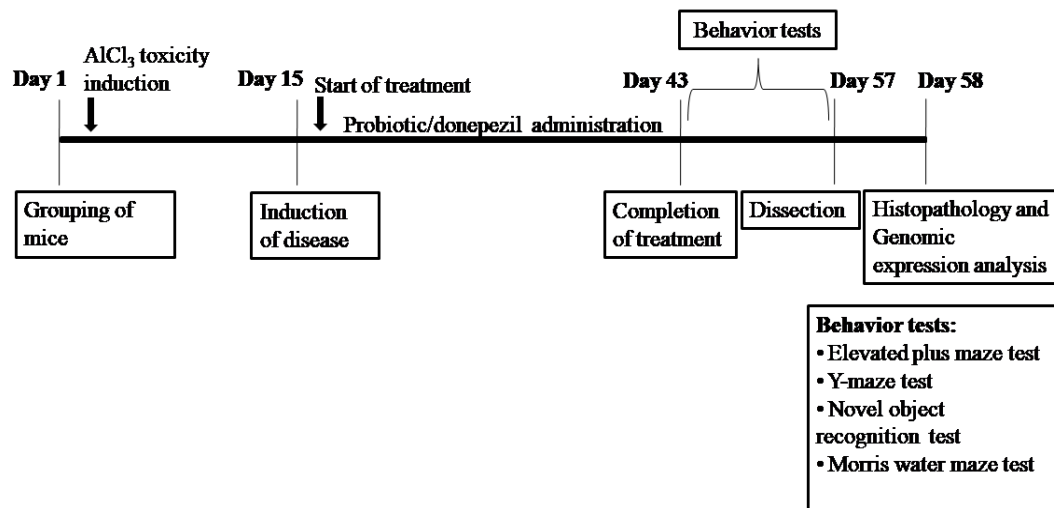 Behavior tests
AlCl₃ toxicity
induction
Day 1
Day 15
Start of treatment
Day 43
Day 57
Day 58
Probiotic/donepezil administration
Grouping of
mice
Induction
of disease
Completion
of treatment
Dissection
Histopathology and
Genomic
expression analysis
Behavior tests:
• Elevated plus maze test
• Y-maze test
• Novel object
recognition test
• Morris water maze test